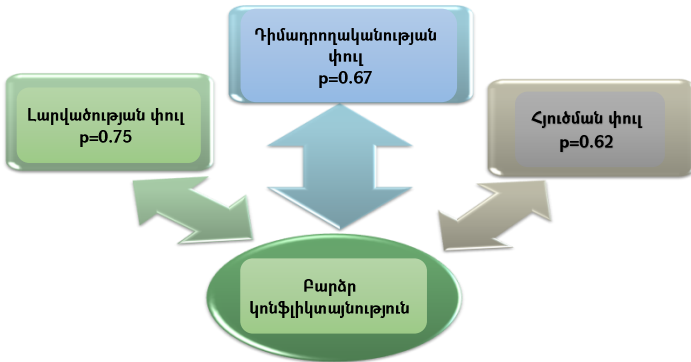 Դիմադրողականության
փուլ
p=0.67
Լարվածության փուլ
p=0.75
Հյուծման փուլ
p=0.62
Բարձր
կոնֆլիկտայնություն